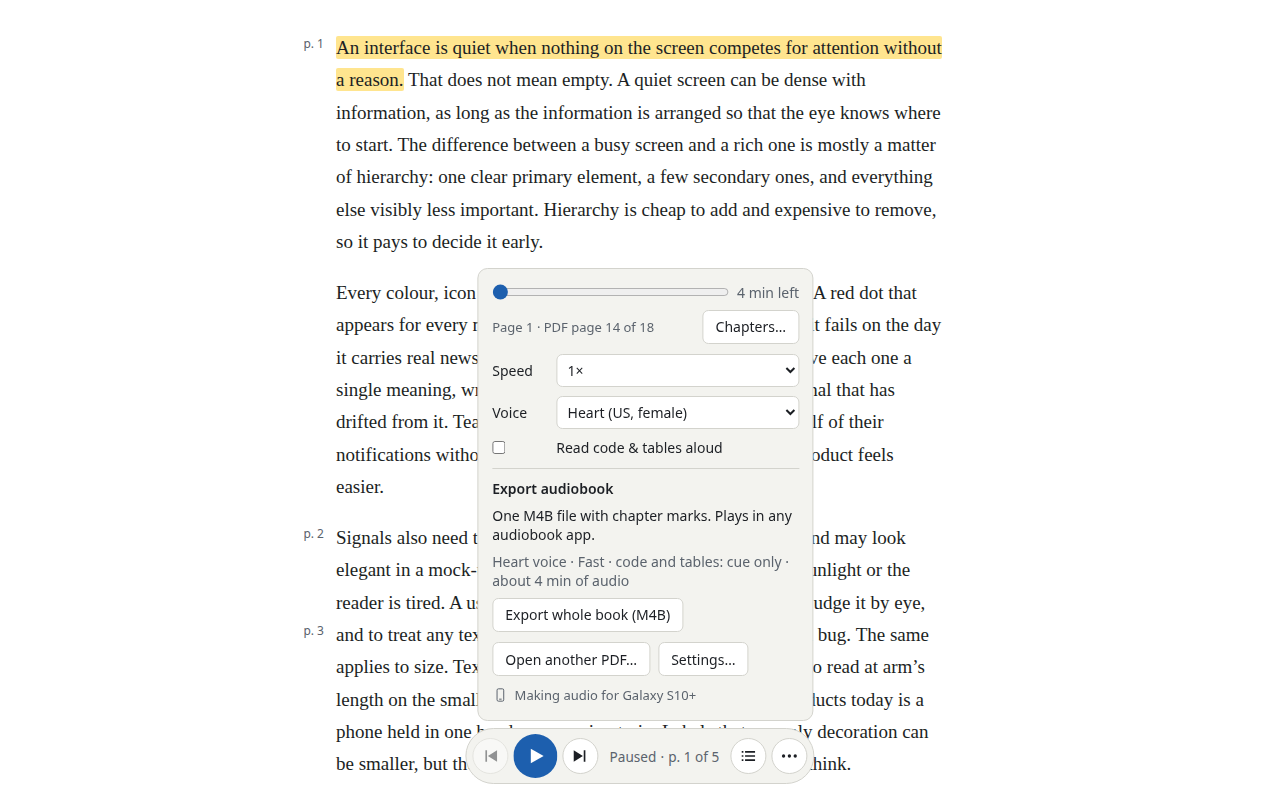 p. 1
An interface is quiet when nothing on the screen competes for attention without
a reason. That does not mean empty. A quiet screen can be dense with
information, as long as the information is arranged so that the eye knows where
to start. The difference between a busy screen and a rich one is mostly a matter
of hierarchy: one clear primary element, a few secondary ones, and everything
else visibly less important. Hierarchy is cheap to add and expensive to remove,
so it pays to decide it early.
Every colour, icon A red dot that
appears for every fails on the day
it carries real news each one a
single meaning, that has
drifted from it. of their
notifications product feels
easier.
p. 2
Signals also need and may look
elegant in a mock- sunlight or the
reader is tired. A judge it by eye,
p. 3
and to treat any bug. The same
applies to size. to read at arm’s
length on the products today is a
phone held in one decoration can
be smaller, but think.
4 min left
Page 1 · PDF page 14 of 18
Chapters…
Speed
1×
Voice
Heart (US, female)
Read code & tables aloud
Export audiobook
One M4B file with chapter marks. Plays in any
audiobook app.
Heart voice · Fast · code and tables: cue only ·
about 4 min of audio
Export whole book (M4B)
Open another PDF… Settings…
Making audio for Galaxy S10+
Paused · p. 1 of 5